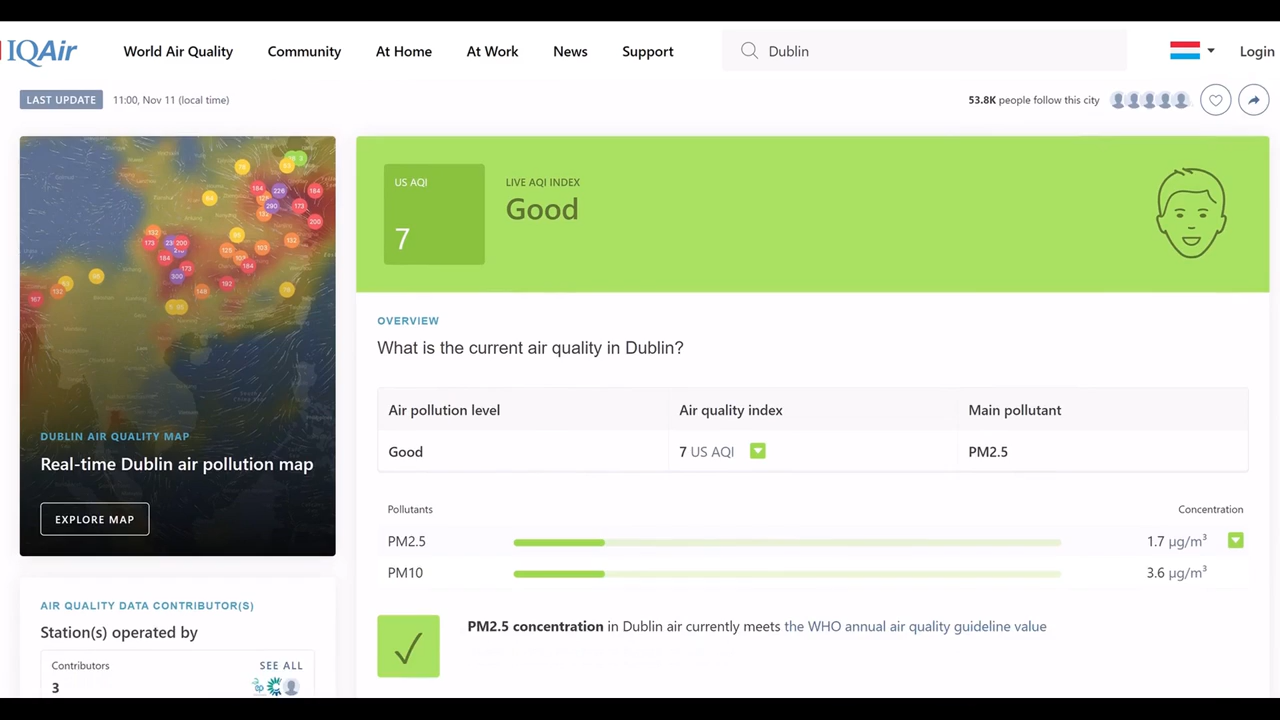 IQAir
World Air Quality
Community
At Home
At Work
News
Support
Dublin
Login
LAST UPDATE
11:00, Nov 11 (local time)
53.8K people follow this city
US AQI
7
LIVE AQI INDEX
Good
DUBLIN AIR QUALITY MAP
Real-time Dublin air pollution map
EXPLORE MAP
OVERVIEW
What is the current air quality in Dublin?
Air pollution level
Air quality index
Main pollutant
Good
7 US AQI
PM2.5
Pollutants
Concentration
PM2.5
1.7 µg/m³
PM10
3.6 µg/m³
PM2.5 concentration in Dublin air currently meets the WHO annual air quality guideline value
AIR QUALITY DATA CONTRIBUTOR(S)
Station(s) operated by
Contributors
SEE ALL
3